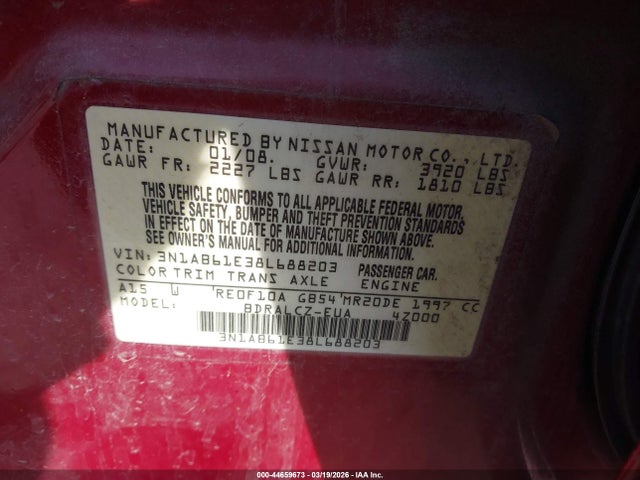 MANUFACTURED BY NISSAN MOTOR CO., LTD.
DATE: 01/08. GVWR: 3920 LBS
GAWR FR: 2227 LBS GAWR RR: 1810 LBS
THIS VEHICLE CONFORMS TO ALL APPLICABLE FEDERAL MOTOR
VEHICLE SAFETY, BUMPER AND THEFT PREVENTION STANDARDS
IN EFFECT ON THE DATE OF MANUFACTURE SHOWN ABOVE.
SEE OWNER'S MANUAL FOR ADDITIONAL INFORMATION.
VIN: 3N1AB61E38L688203 PASSENGER CAR.
COLOR TRIM TRANS AXLE ENGINE
A15 W RE0F10A GB54 MR20DE 1997 CC
MODEL: BDRALCZ-EUA 4Z000
3N1AB61E38L688203
000-44659673 | 03/19/2026 - IAA Inc.